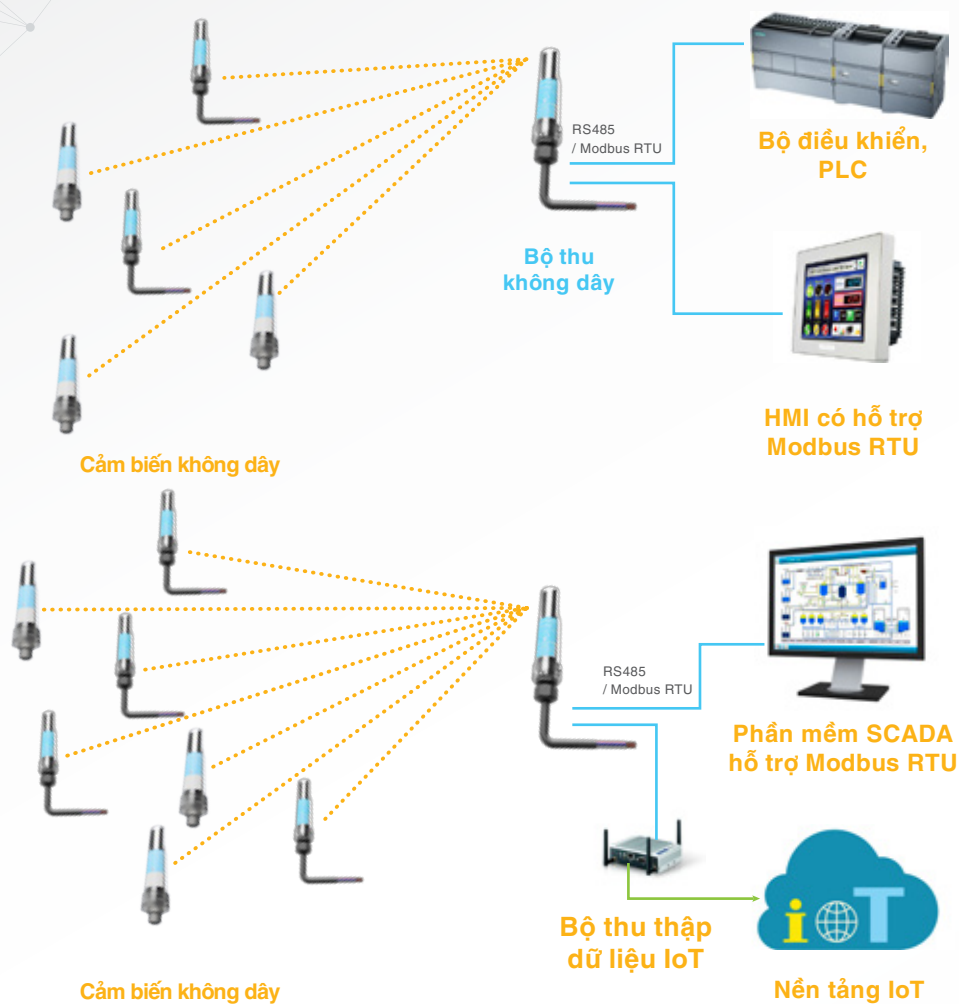 RS485
/ Modbus RTU
Bộ điều khiển,
PLC
Bộ thu
không dây
HMI có hỗ trợ
Modbus RTU
Cảm biến không dây
RS485
/ Modbus RTU
Phần mềm SCADA
hỗ trợ Modbus RTU
ioT
Bộ thu thập
dữ liệu IoT
Nền tảng IoT
Cảm biến không dây